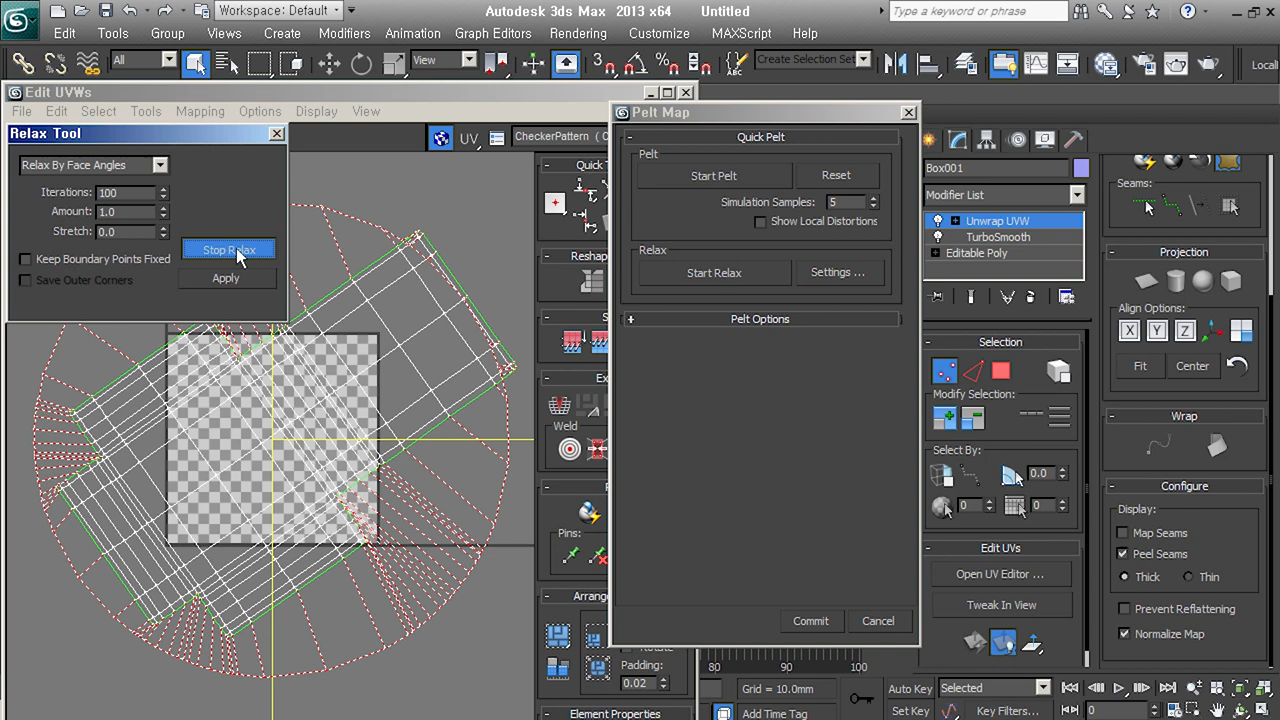 Workspace: Default
Autodesk 3ds Max 2013 x64 Untitled
Type a keyword or phrase
Edit Tools Group Views Create Modifiers Animation Graph Editors Rendering Customize MAXScript Help
All
View
Create Selection Set
Locali
Edit UVWs
File Edit Select Tools Mapping Options Display View
UV
CheckerPattern ( C
Relax Tool
Relax By Face Angles
Iterations: 100
Amount: 1.0
Stretch: 0.0
Stop Relax
Keep Boundary Points Fixed
Save Outer Corners
Apply
Quick T
Reshap
S
Ex
Weld
P
Pins:
Arrang
Rotate
Padding:
0.02
Element Properties
Pelt Map
Quick Pelt
Pelt
Start Pelt
Reset
Simulation Samples: 5
Show Local Distortions
Relax:
Start Relax
Settings ...
Pelt Options
Commit
Cancel
Box001
Modifier List
Unwrap UVW
TurboSmooth
Editable Poly
Selection
Modify Selection:
Select By:
0.0
0
0
Edit UVs
Open UV Editor ...
Tweak In View
Seams:
Projection
Align Options:
X Y Z
Fit
Center
Wrap
Configure
Display:
Map Seams
Peel Seams
Thick
Thin
Prevent Reflattening
Normalize Map
80 90 100
Grid = 10.0mm
Add Time Tag
Auto Key
Selected
Set Key
Key Filters...
0